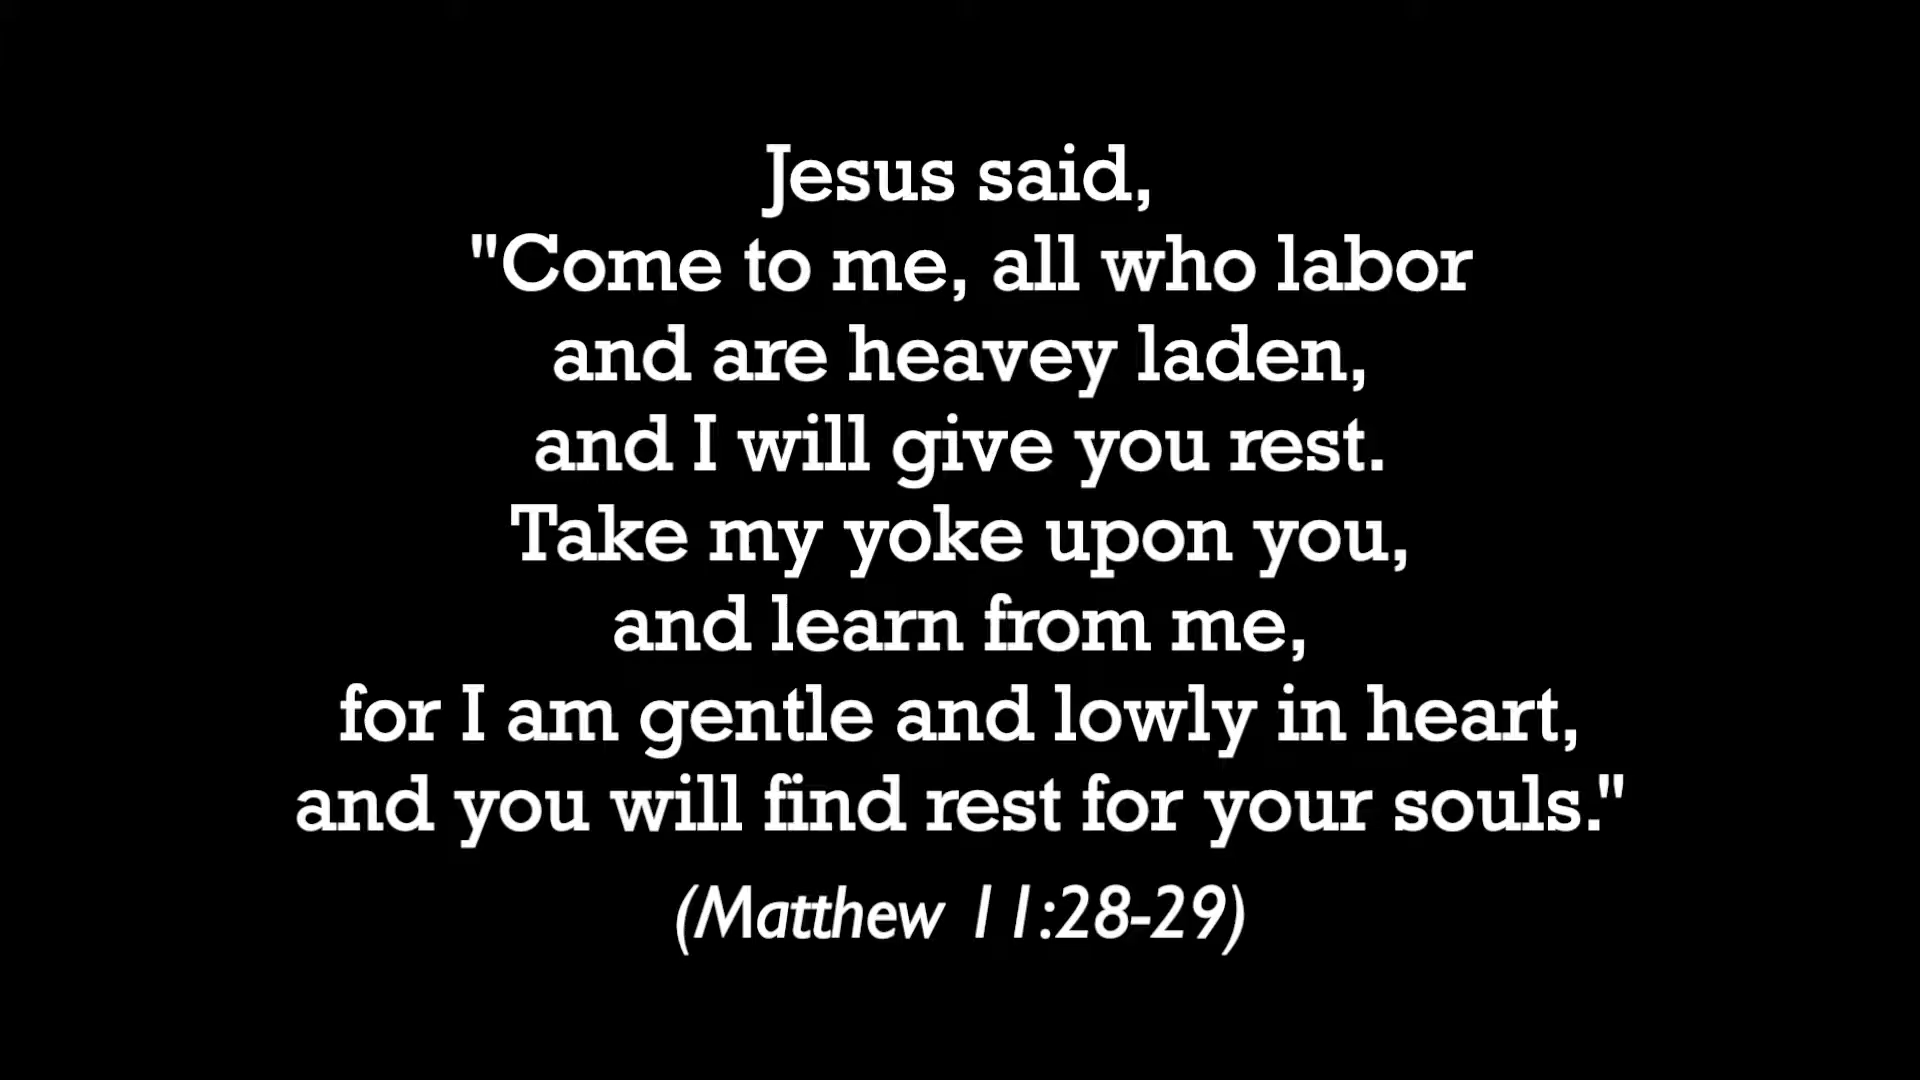 Jesus said,
"Come to me, all who labor
and are heavey laden,
and I will give you rest.
Take my yoke upon you,
and learn from me,
for I am gentle and lowly in heart,
and you will find rest for your souls."
(Matthew 11:28-29)